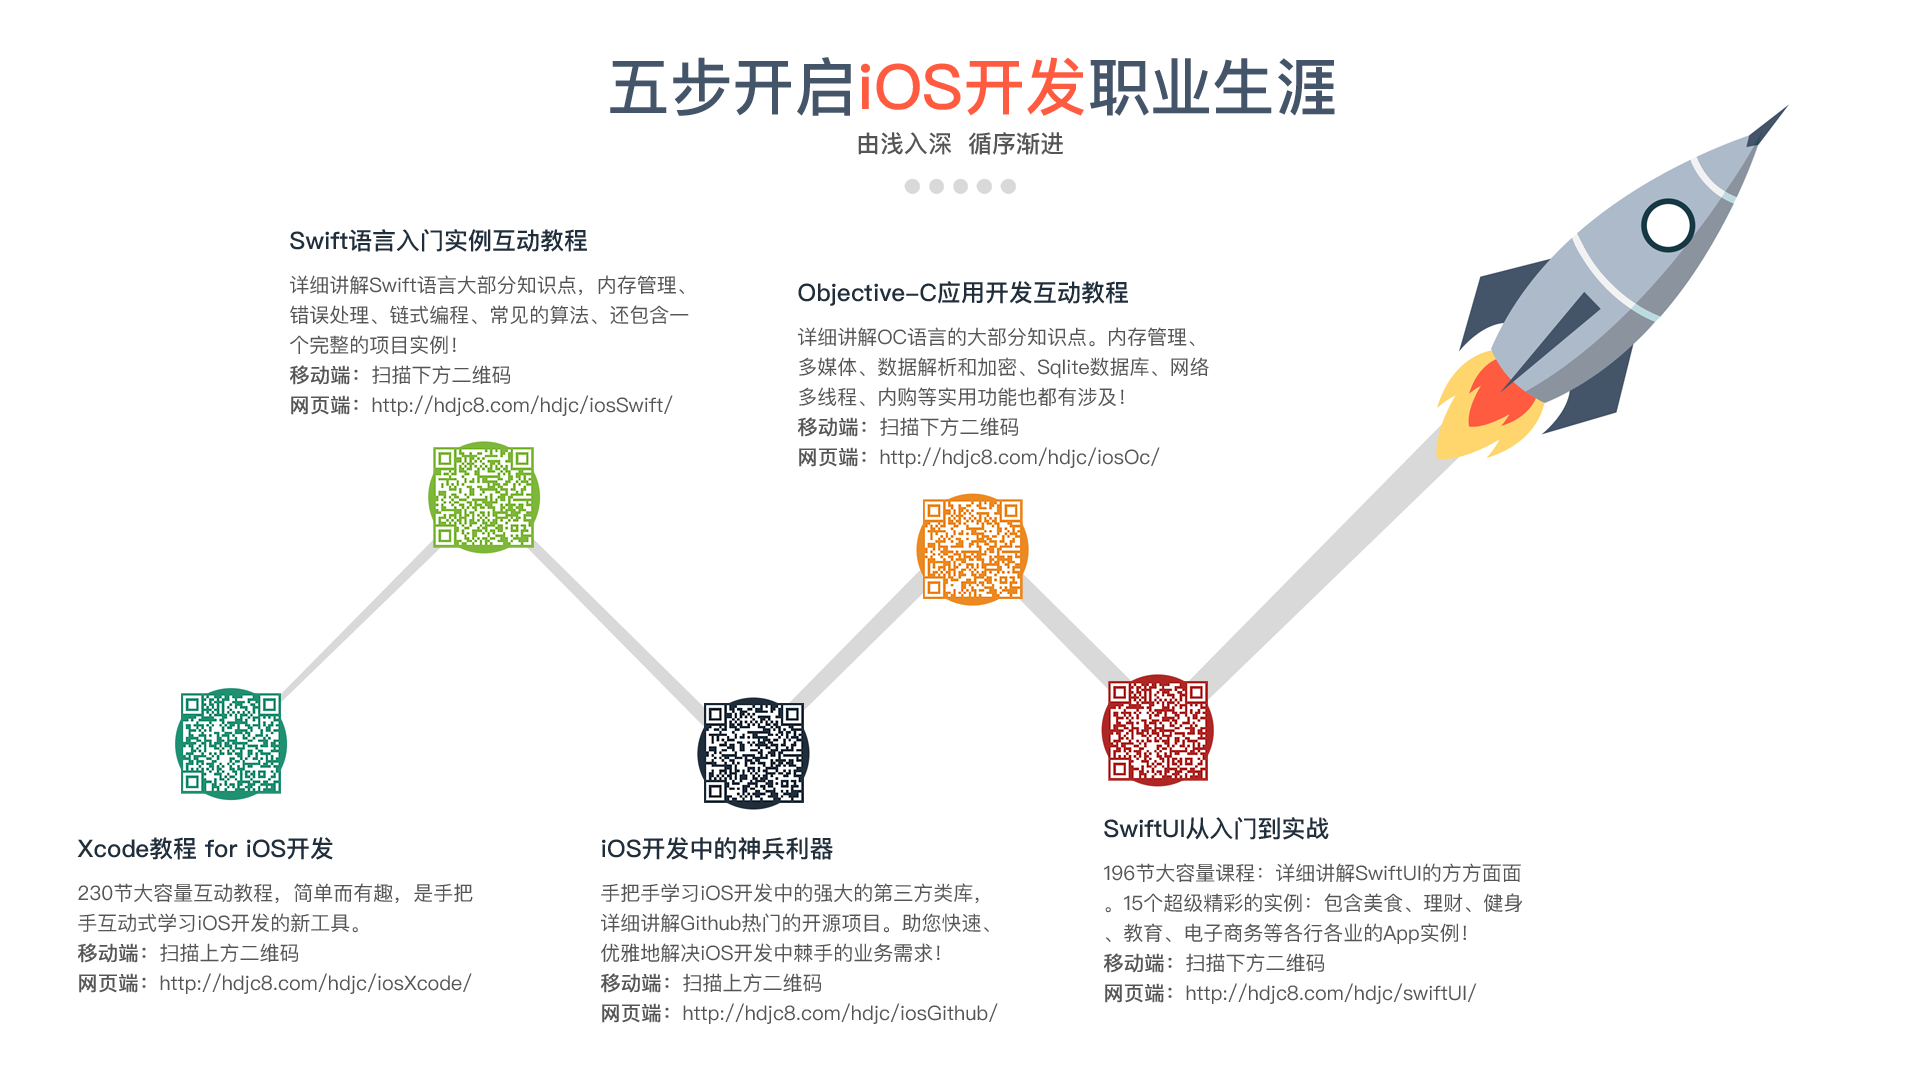 五步开启iOS开发职业生涯
由浅入深 循序渐进
Swift语言入门实例互动教程
详细讲解Swift语言大部分知识点，内存管理、
错误处理、链式编程、常见的算法、还包含一
个完整的项目实例！
移动端：扫描下方二维码
网页端：http://hdjc8.com/hdjc/iosSwift/
Objective-C应用开发互动教程
详细讲解OC语言的大部分知识点。内存管理、
多媒体、数据解析和加密、Sqlite数据库、网络
多线程、内购等实用功能也都有涉及！
移动端：扫描下方二维码
网页端：http://hdjc8.com/hdjc/iosOc/
Xcode教程 for iOS开发
230节大容量互动教程，简单而有趣，是手把
手互动式学习iOS开发的新工具。
移动端：扫描上方二维码
网页端：http://hdjc8.com/hdjc/iosXcode/
iOS开发中的神兵利器
手把手学习iOS开发中的强大的第三方类库，
详细讲解Github热门的开源项目。助您快速、
优雅地解决iOS开发中棘手的业务需求！
移动端：扫描上方二维码
网页端：http://hdjc8.com/hdjc/iosGithub/
SwiftUI从入门到实战
196节大容量课程：详细讲解SwiftUI的方方面面
。15个超级精彩的实例：包含美食、理财、健身
、教育、电子商务等各行各业的App实例！
移动端：扫描下方二维码
网页端：http://hdjc8.com/hdjc/swiftUI/